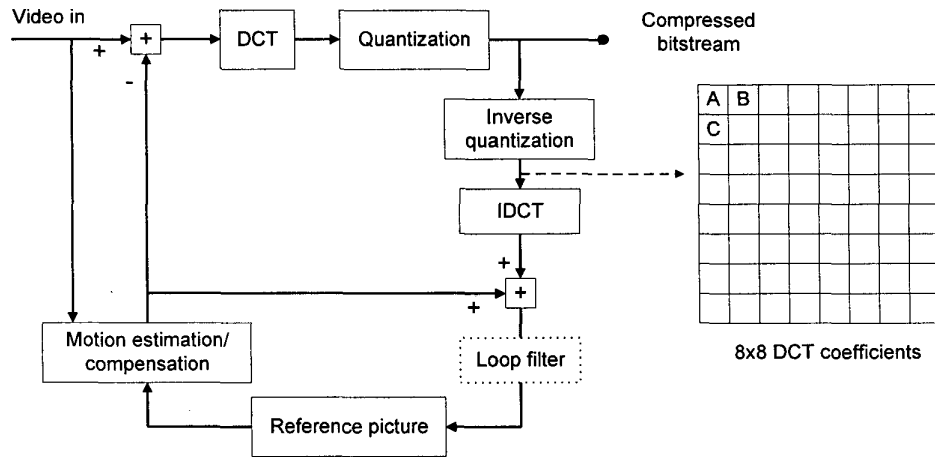 Video in
+
+
-
DCT
Quantization
Compressed
bitstream
Inverse
quantization
A B
C
IDCT
+
+
+
Motion estimation/
compensation
Loop filter
8x8 DCT coefficients
Reference picture